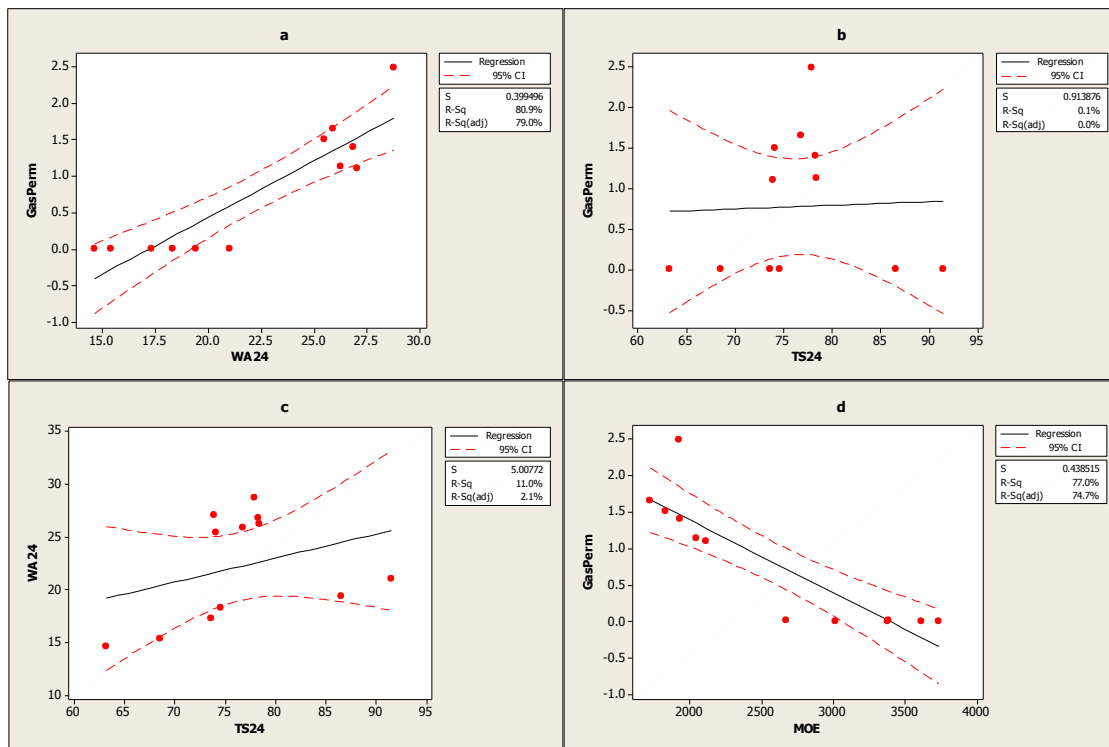 a
2.5
2.0
1.5
1.0
0.5
0.0
-0.5
-1.0
GasPerm
15.0 17.5 20.0 22.5 25.0 27.5 30.0
WA24
Regression
95% CI
S 0.399496
R-Sq 80.9%
R-Sq(adj) 79.0%
b
2.5
2.0
1.5
1.0
0.5
0.0
-0.5
GasPerm
60 65 70 75 80 85 90 95
TS24
Regression
95% CI
S 0.913876
R-Sq 0.1%
R-Sq(adj) 0.0%
c
35
30
25
20
15
10
WA24
60 65 70 75 80 85 90 95
TS24
Regression
95% CI
S 5.00772
R-Sq 11.0%
R-Sq(adj) 2.1%
d
2.5
2.0
1.5
1.0
0.5
0.0
-0.5
-1.0
GasPerm
2000 2500 3000 3500 4000
MOE
Regression
95% CI
S 0.438515
R-Sq 77.0%
R-Sq(adj) 74.7%